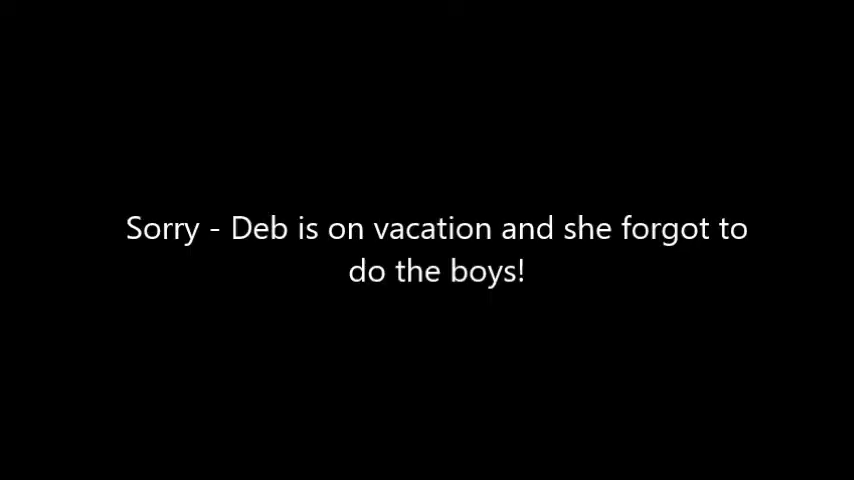 Sorry - Deb is on vacation and she forgot to
do the boys!